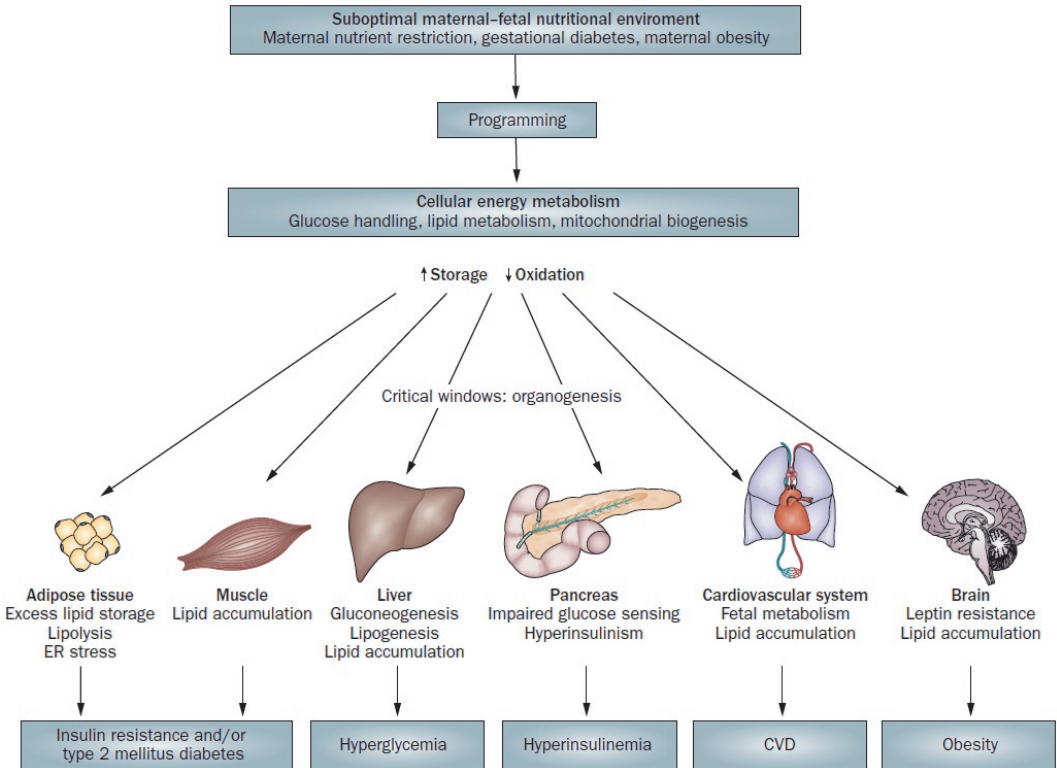 Suboptimal maternal–fetal nutritional enviroment
Maternal nutrient restriction, gestational diabetes, maternal obesity
Programming
Cellular energy metabolism
Glucose handling, lipid metabolism, mitochondrial biogenesis
↑ Storage ↓ Oxidation
Critical windows: organogenesis
Adipose tissue
Excess lipid storage
Lipolysis
ER stress
Muscle
Lipid accumulation
Liver
Gluconeogenesis
Lipogenesis
Lipid accumulation
Pancreas
Impaired glucose sensing
Hyperinsulinism
Cardiovascular system
Fetal metabolism
Lipid accumulation
Brain
Leptin resistance
Lipid accumulation
Insulin resistance and/or
type 2 mellitus diabetes
Hyperglycemia
Hyperinsulinemia
CVD
Obesity